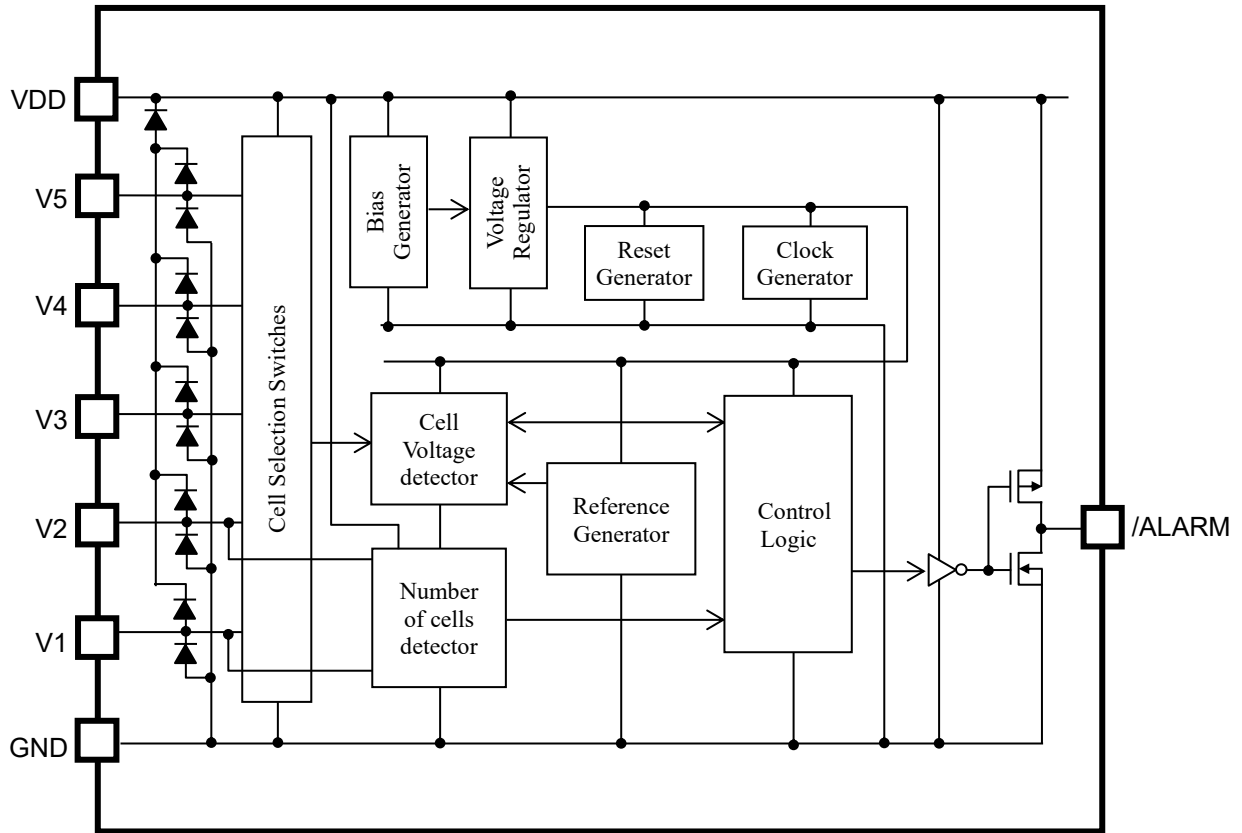 VDD
V5
V4
V3
V2
V1
GND
Cell Selection Switches
Bias
Generator
Voltage
Regulator
Reset
Generator
Clock
Generator
Cell
Voltage
detector
Reference
Generator
Number
of cells
detector
Control
Logic
/ALARM